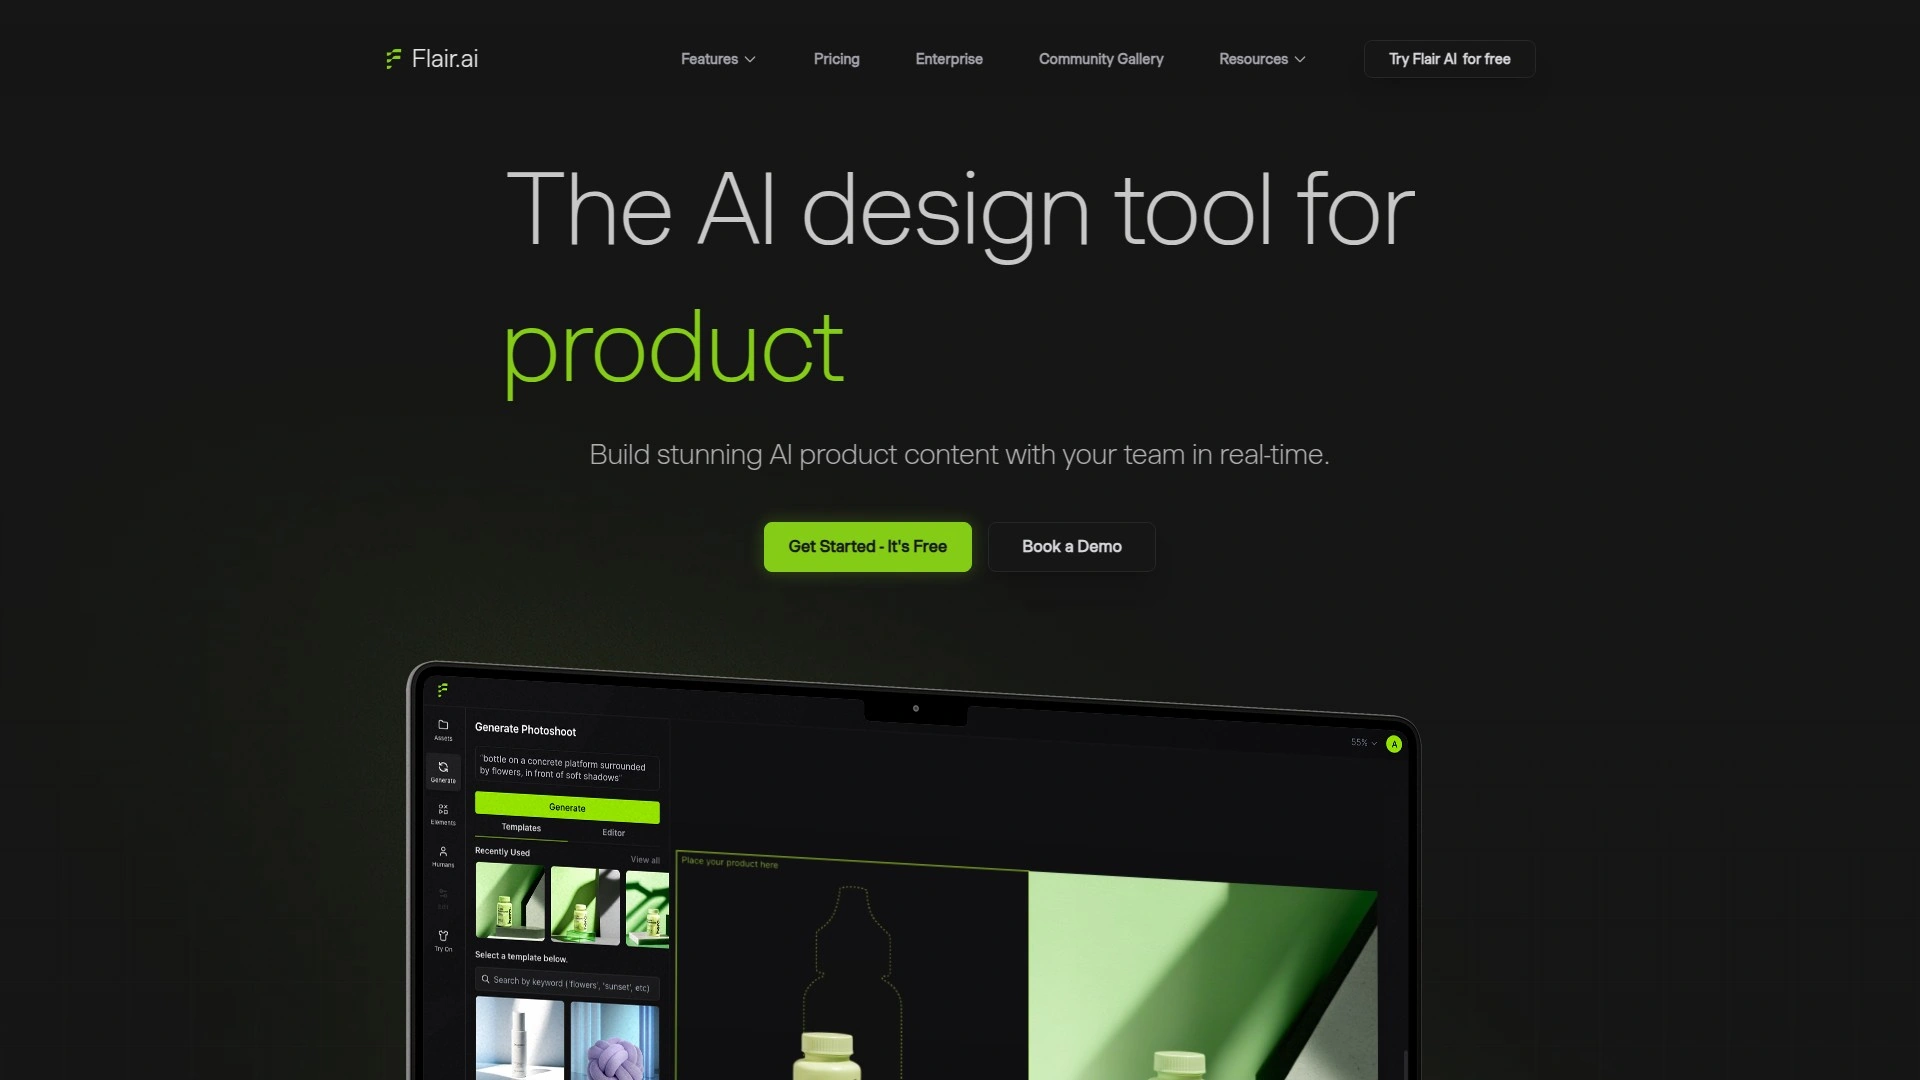 Flair.ai
Features
Pricing
Enterprise
Community Gallery
Resources
Try Flair AI for free
The AI design tool for
product
Build stunning AI product content with your team in real-time.
Get Started - It's Free
Book a Demo
55%
A
Assets
Generate
Elements
Humans
Try On
Generate Photoshoot
"bottle on a concrete platform surrounded
by flowers, in front of soft shadows"
Generate
Templates
Editor
Recently Used
View all
Select a template below.
Search by keyword ('flowers', 'sunset', etc)
Place your product here